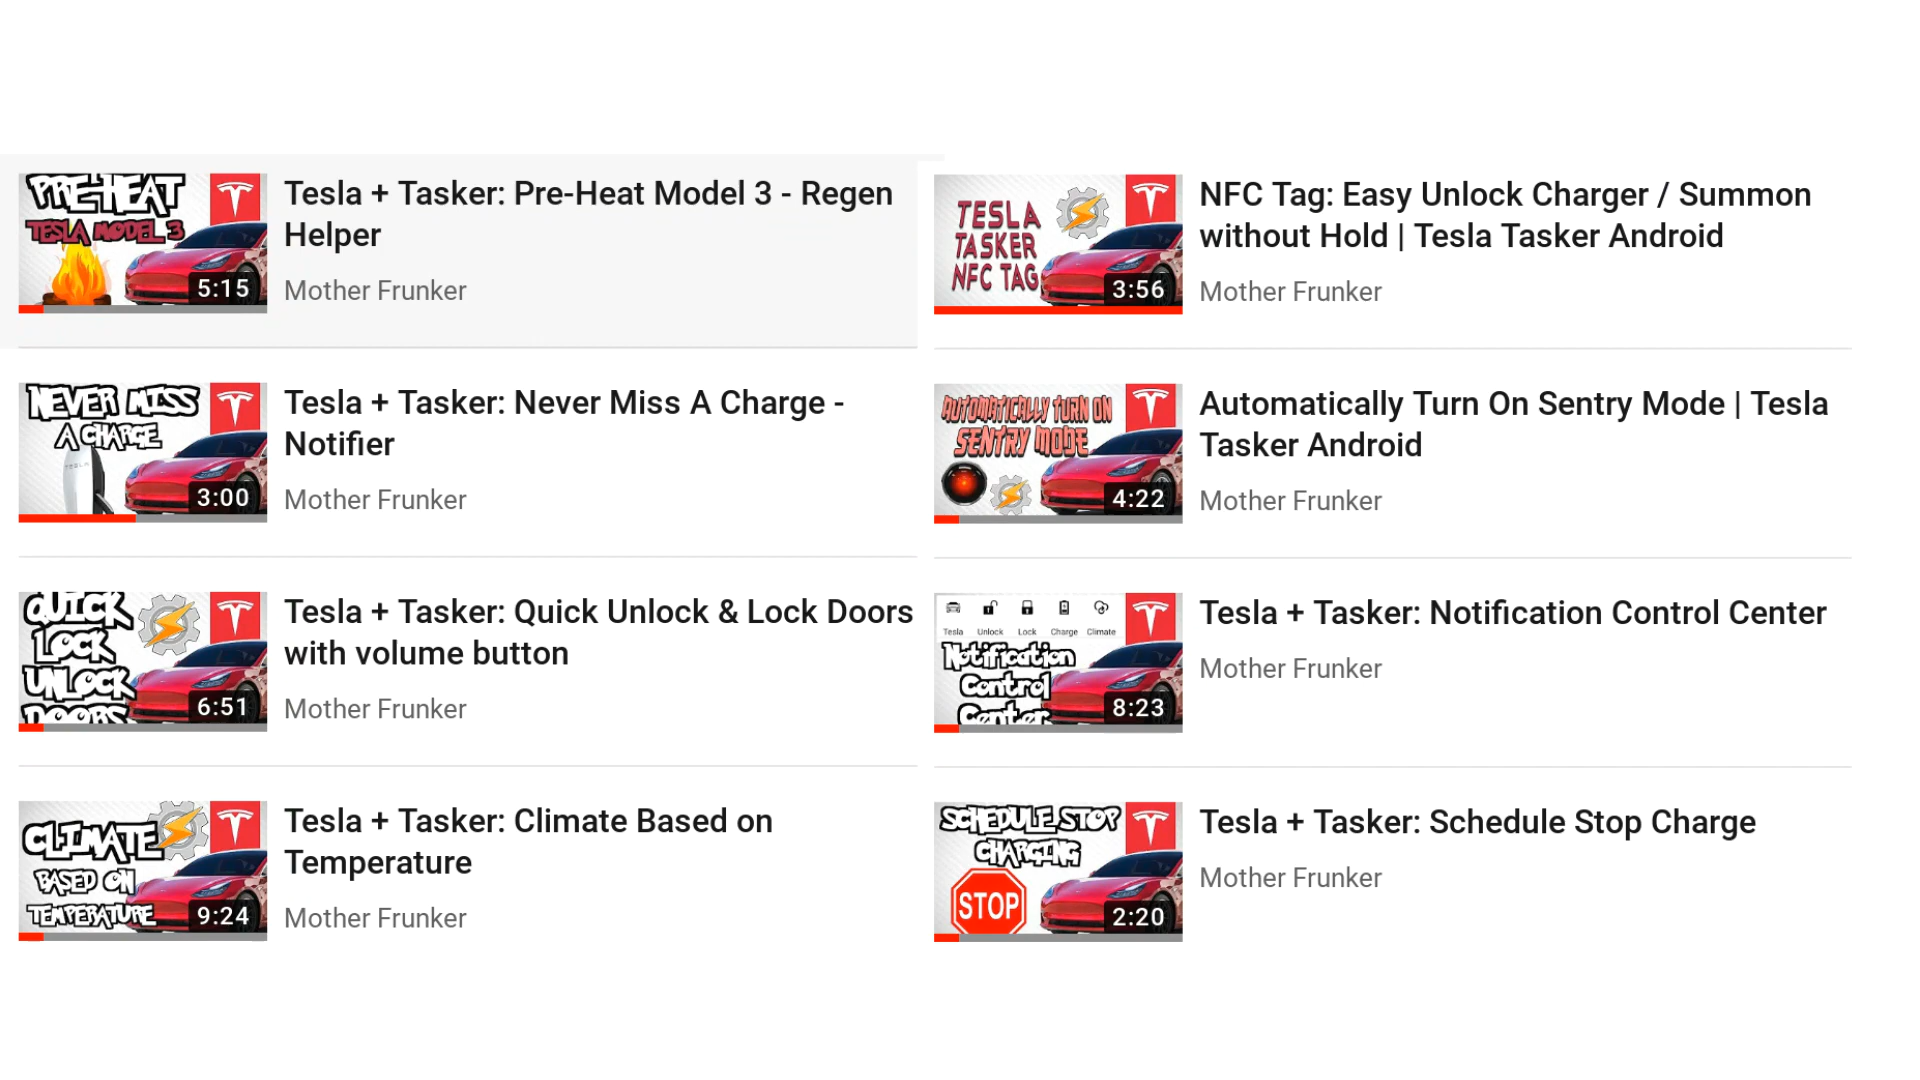 PRE-HEAT
TESLA MODEL 3
5:15
Tesla + Tasker: Pre-Heat Model 3 - Regen
Helper
Mother Frunker
NEVER MISS
A CHARGE
TESLA
3:00
Tesla + Tasker: Never Miss A Charge -
Notifier
Mother Frunker
QUICK
LOCK
UNLOCK
DOORS
6:51
Tesla + Tasker: Quick Unlock & Lock Doors
with volume button
Mother Frunker
CLIMATE
BASED ON
TEMPERATURE
9:24
Tesla + Tasker: Climate Based on
Temperature
Mother Frunker
TESLA
TASKER
NFC TAG
3:56
NFC Tag: Easy Unlock Charger / Summon
without Hold | Tesla Tasker Android
Mother Frunker
AUTOMATICALLY TURN ON
SENTRY MODE
4:22
Automatically Turn On Sentry Mode | Tesla
Tasker Android
Mother Frunker
Tesla Unlock Lock Charge Climate
Notification
Control
Center
8:23
Tesla + Tasker: Notification Control Center
Mother Frunker
SCHEDULE STOP
CHARGING
STOP
2:20
Tesla + Tasker: Schedule Stop Charge
Mother Frunker